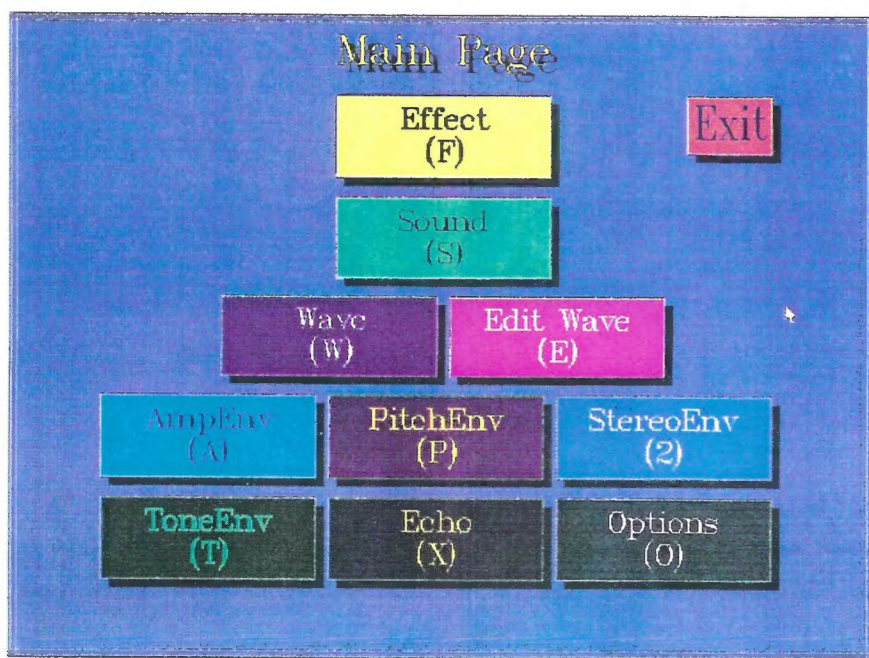 Main Page
Effect
(F)
Exit
Sound
(S)
Wave
(W)
Edit Wave
(E)
AmpEnv
(A)
PitchEnv
(P)
StereoEnv
(2)
ToneEnv
(T)
Echo
(X)
Options
(O)